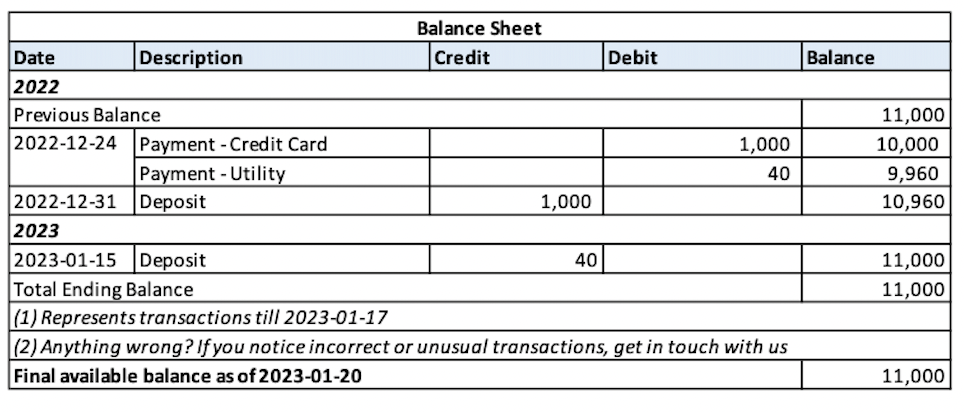 Balance Sheet
Date Description Credit Debit Balance
2022
Previous Balance 11,000
2022-12-24 Payment - Credit Card 1,000 10,000
Payment - Utility 40 9,960
2022-12-31 Deposit 1,000 10,960
2023
2023-01-15 Deposit 40 11,000
Total Ending Balance 11,000
(1) Represents transactions till 2023-01-17
(2) Anything wrong? If you notice incorrect or unusual transactions, get in touch with us
Final available balance as of 2023-01-20 11,000